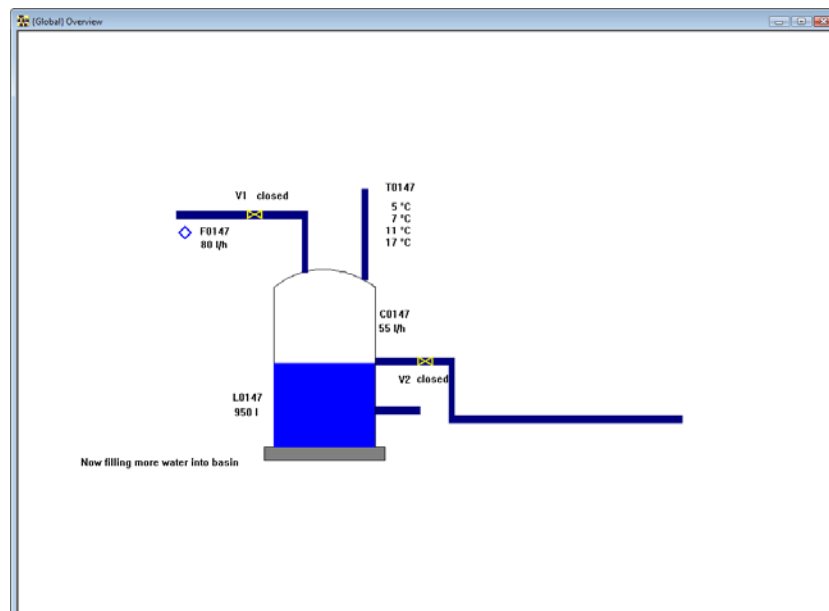 (Global) Overview
V1 closed
T0147
5 °C
7 °C
11 °C
17 °C
F0147
80 l/h
C0147
55 l/h
V2 closed
L0147
950 l
Now filling more water into basin